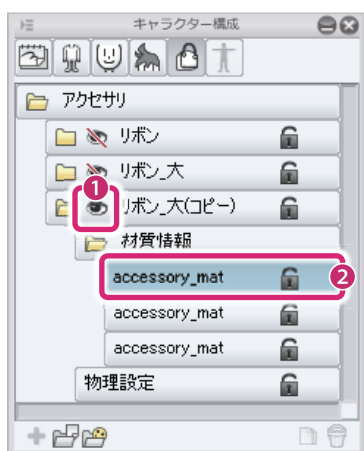 キャラクター構成
アクセサリ
リボン
リボン_大
1
リボン_大(コピー)
材質情報
accessory_mat
2
accessory_mat
accessory_mat
物理設定